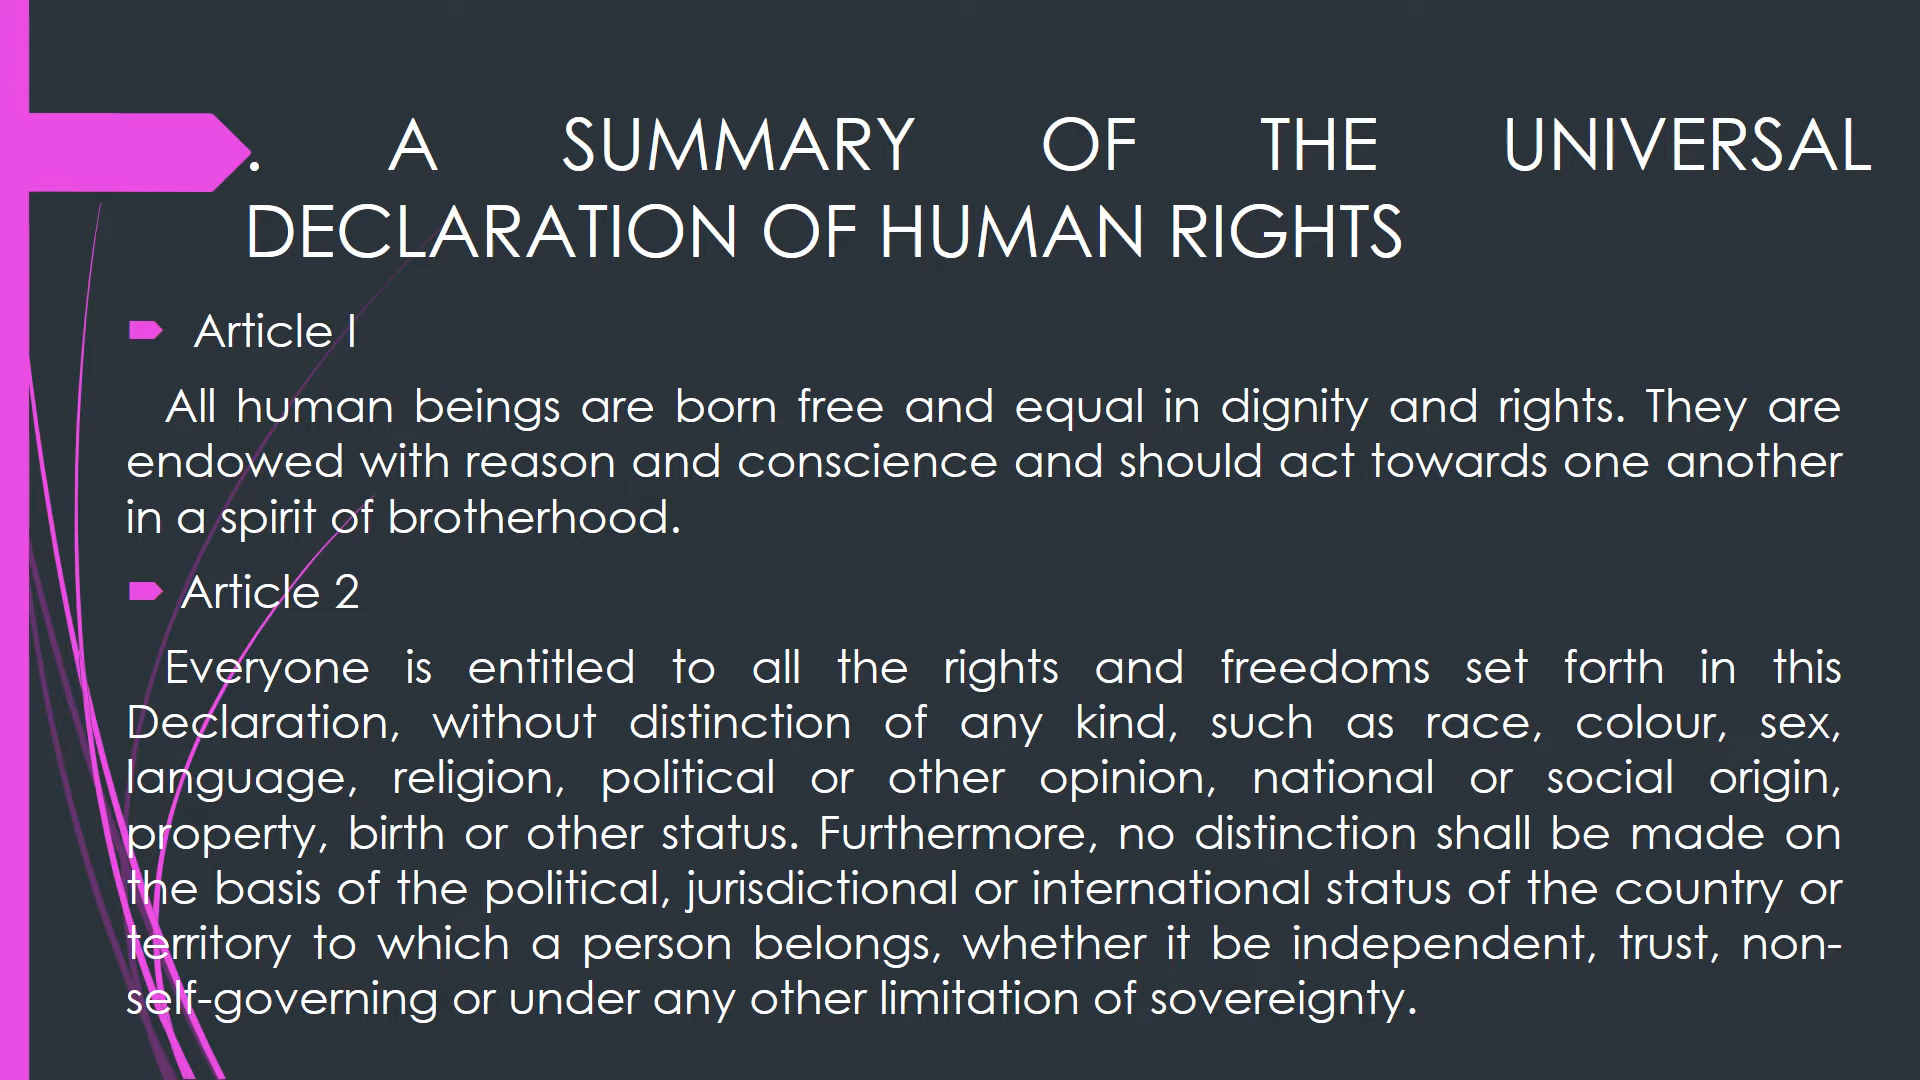 . A SUMMARY OF THE UNIVERSAL
DECLARATION OF HUMAN RIGHTS
Article I
All human beings are born free and equal in dignity and rights. They are
endowed with reason and conscience and should act towards one another
in a spirit of brotherhood.
Article 2
Everyone is entitled to all the rights and freedoms set forth in this
Declaration, without distinction of any kind, such as race, colour, sex,
language, religion, political or other opinion, national or social origin,
property, birth or other status. Furthermore, no distinction shall be made on
the basis of the political, jurisdictional or international status of the country or
territory to which a person belongs, whether it be independent, trust, non-
self-governing or under any other limitation of sovereignty.